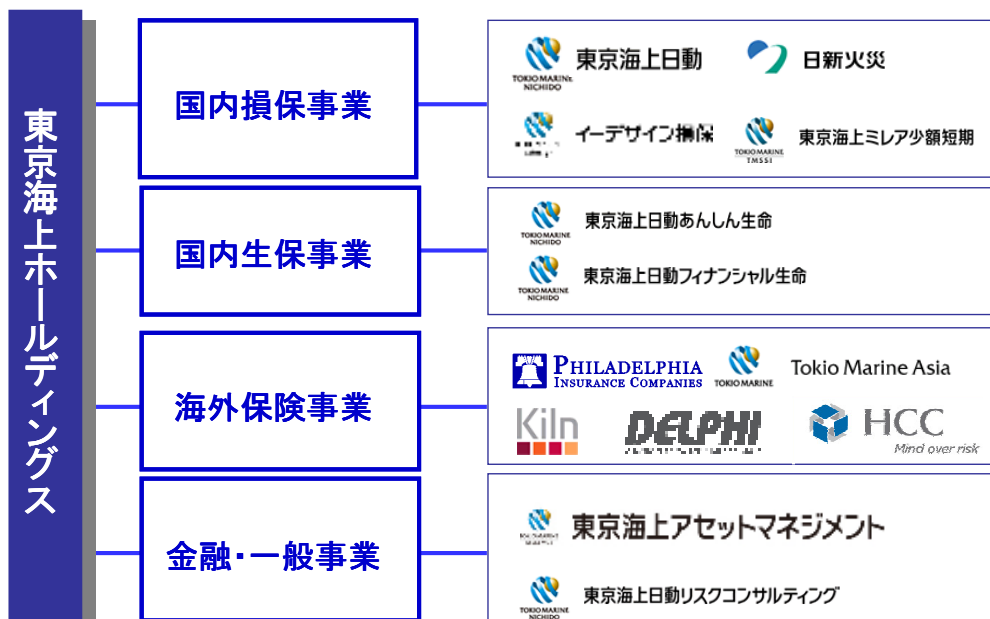 東京海上ホールディングス
国内損保事業
TOKIO MARINE
NICHIDO
東京海上日動
日新火災
イーデザイン損保
TOKIO MARINE
TMSSI
東京海上ミレア少額短期
国内生保事業
TOKIO MARINE
NICHIDO
東京海上日動あんしん生命
TOKIO MARINE
NICHIDO
東京海上日動フィナンシャル生命
海外保険事業
PHILADELPHIA
INSURANCE COMPANIES
TOKIO MARINE
Tokio Marine Asia
Kiln
DELPHI
HCC
Mind over risk
金融・一般事業
東京海上アセットマネジメント
TOKIO MARINE
NICHIDO
東京海上日動リスクコンサルティング